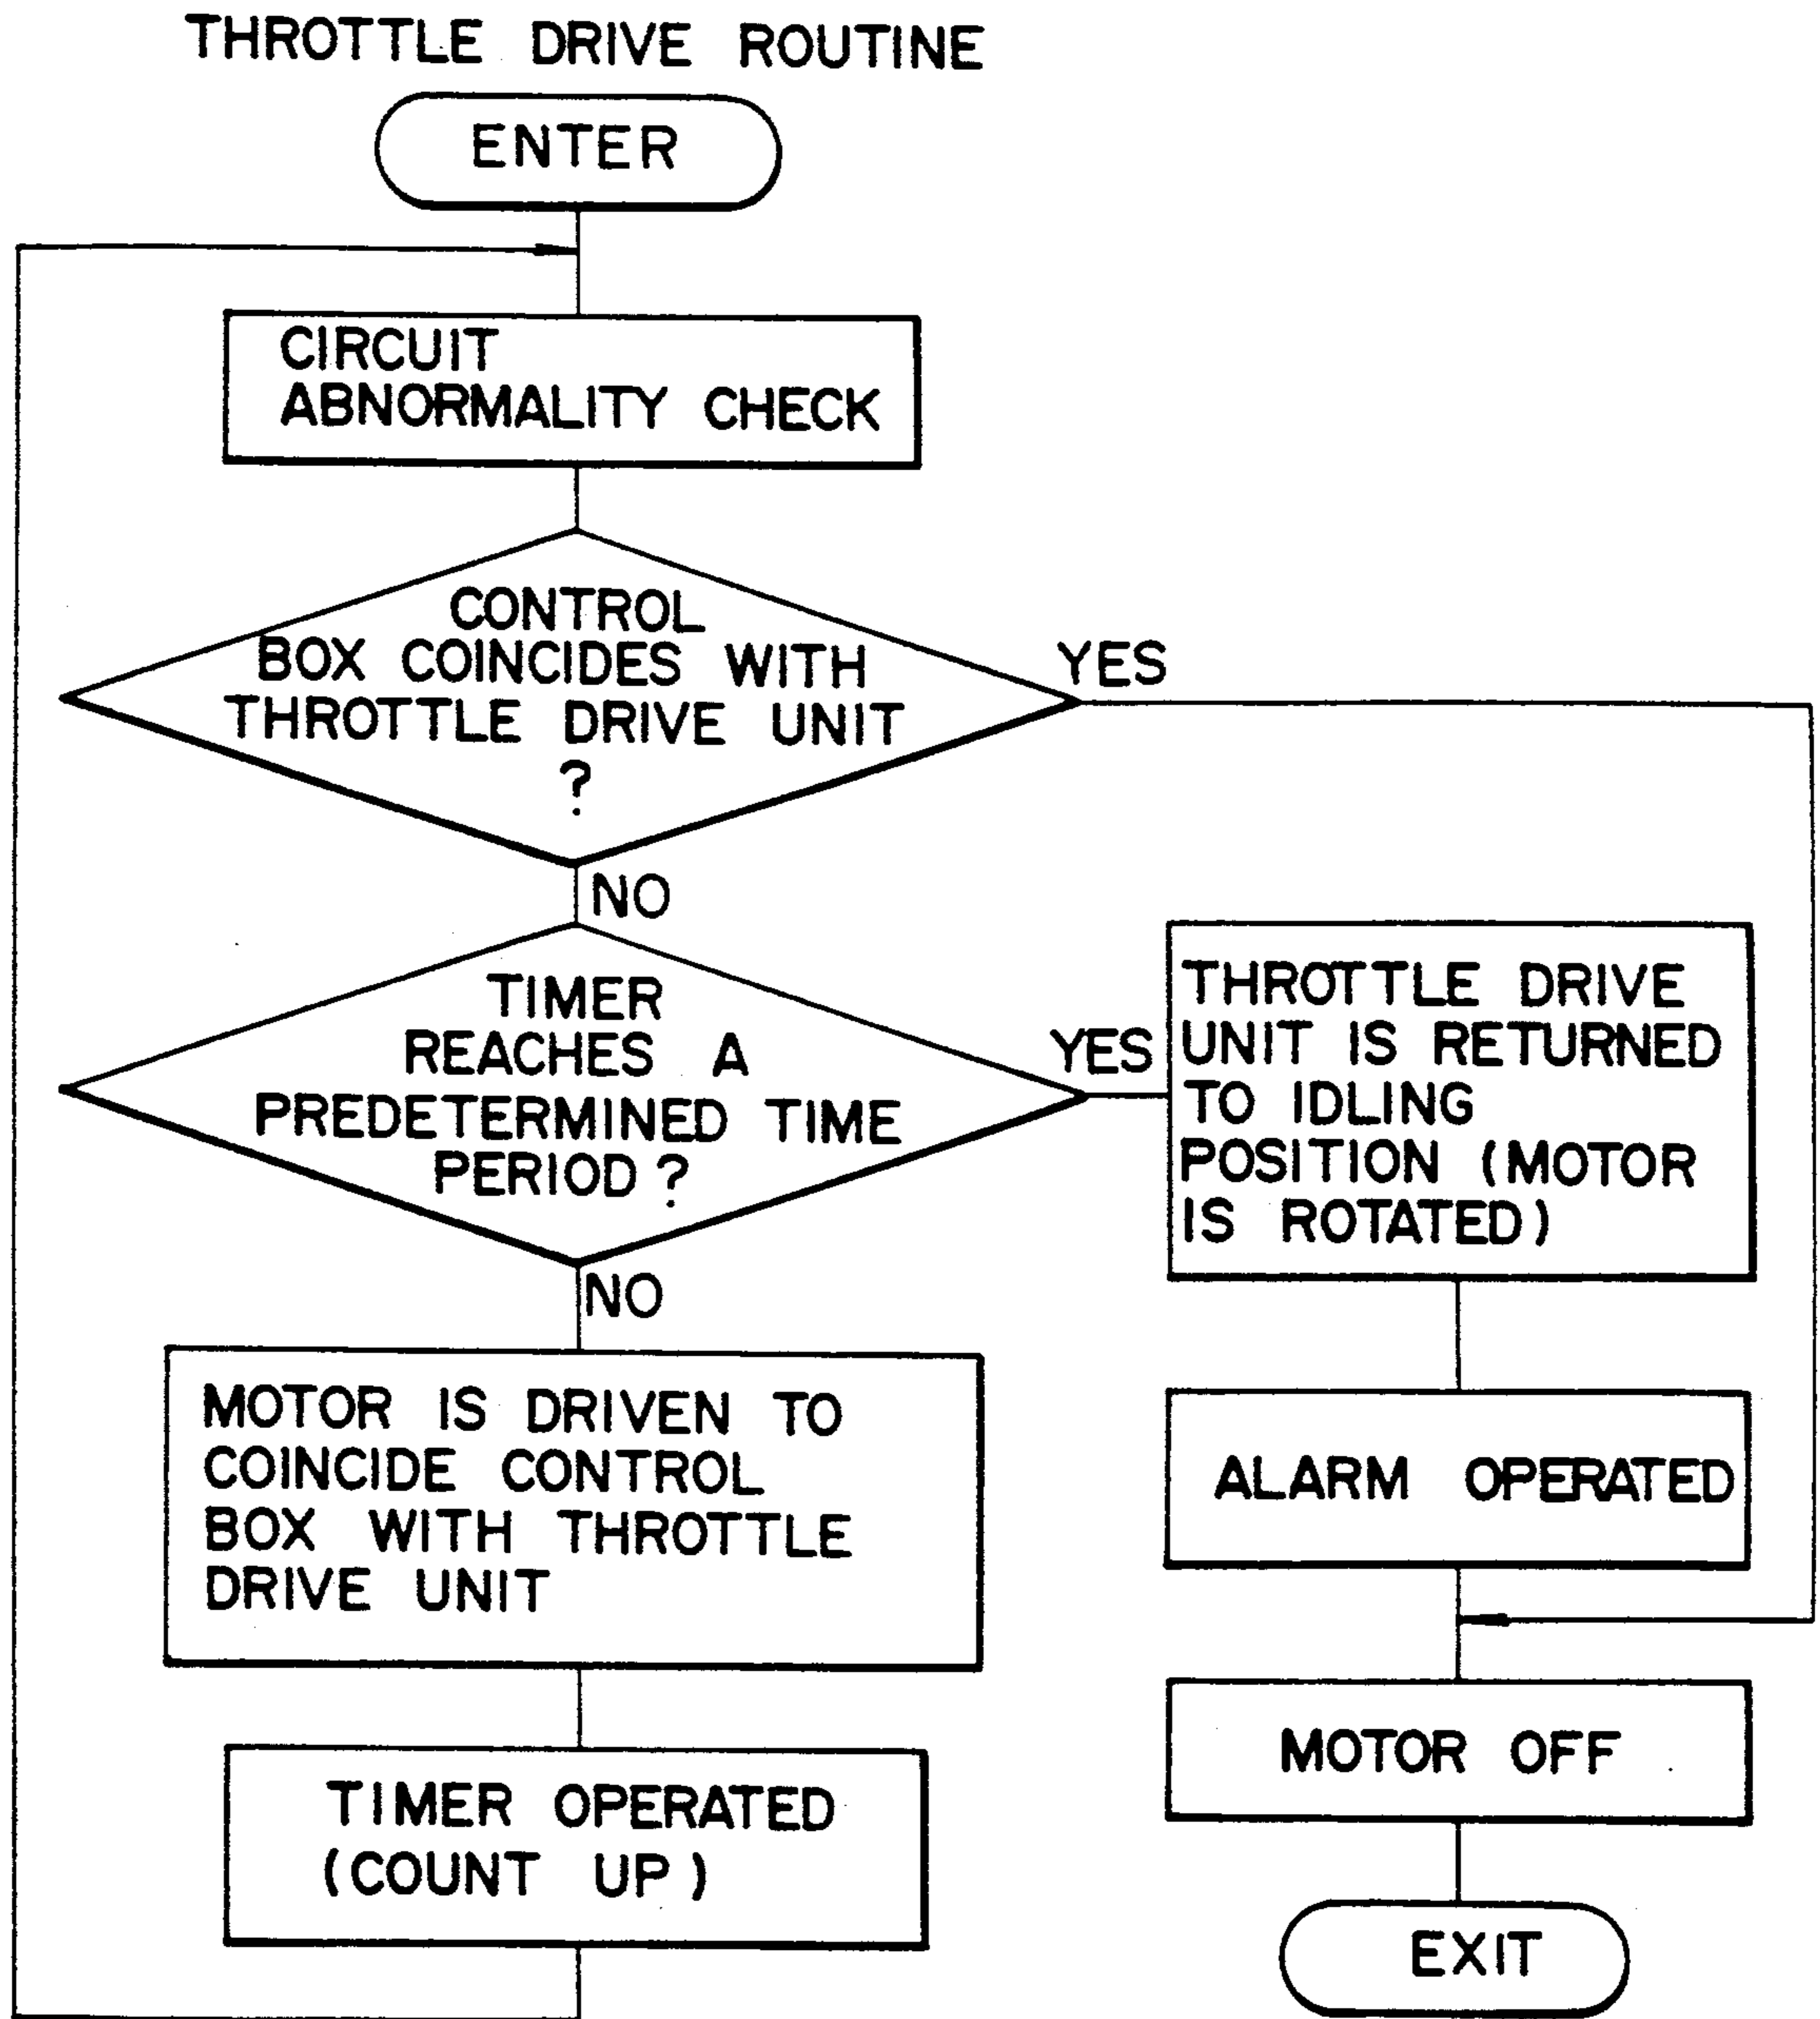 THROTTLE DRIVE ROUTINE
ENTER
CIRCUIT
ABNORMALITY CHECK
CONTROL
BOX COINCIDES WITH
THROTTLE DRIVE UNIT
?
YES
NO
TIMER
REACHES A
PREDETERMINED TIME
PERIOD ?
YES
NO
THROTTLE DRIVE
UNIT IS RETURNED
TO IDLING
POSITION (MOTOR
IS ROTATED)
MOTOR IS DRIVEN TO
COINCIDE CONTROL
BOX WITH THROTTLE
DRIVE UNIT
ALARM OPERATED
TIMER OPERATED
(COUNT UP)
MOTOR OFF
EXIT